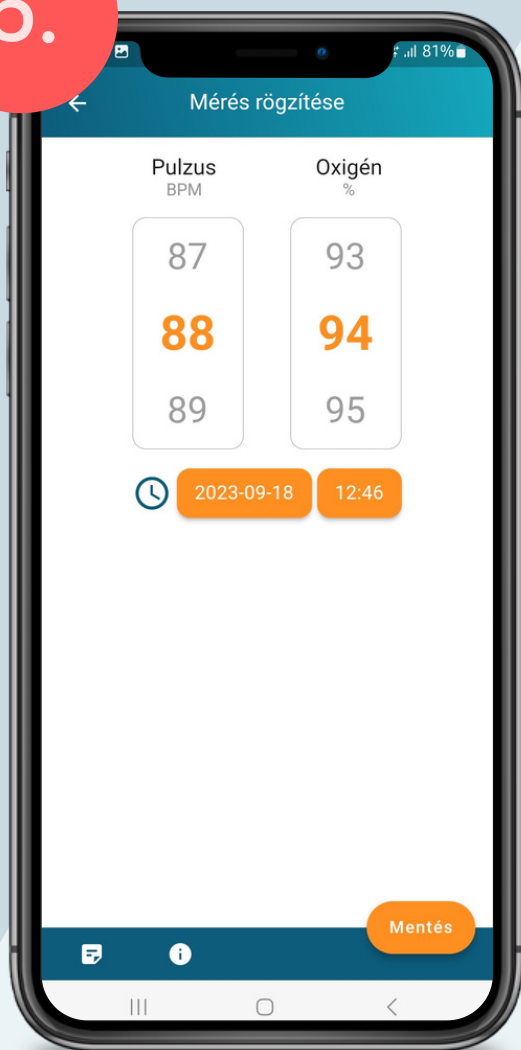 81%
Mérés rögzítése
Pulzus Oxigén
BPM %
87 93
88 94
89 95
2023-09-18 12:46
Mentés